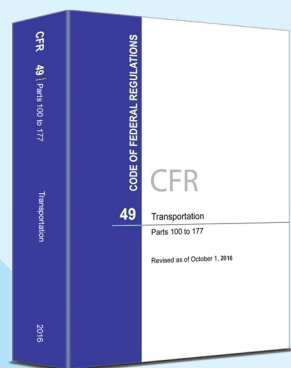 CFR 49 Parts 100 to 177
Transportation
2016
CODE OF FEDERAL REGULATIONS
CFR
49 Transportation
Parts 100 to 177
Revised as of October 1, 2016